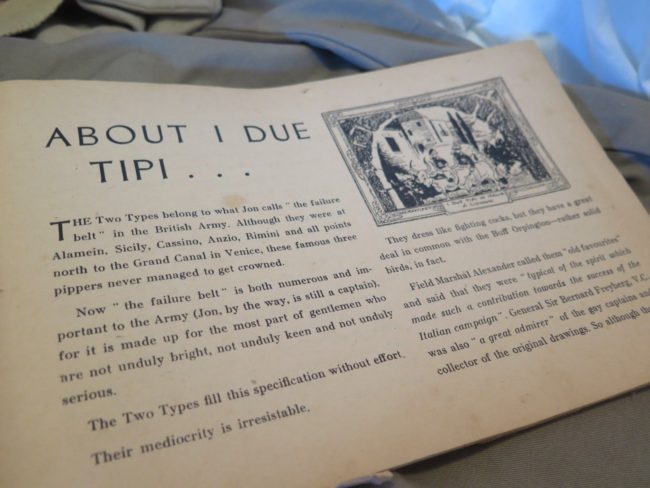 ABOUT I DUE
TIPI . . .
THE Two Types belong to what Jon calls " the failure
belt " in the British Army. Although they were at
Alamein, Sicily, Cassino, Anzio, Rimini and all points
north to the Grand Canal in Venice, these famous three
pippers never managed to get crowned.
Now " the failure belt " is both numerous and im-
portant to the Army (Jon, by the way, is still a captain),
for it is made up for the most part of gentlemen who
are not unduly bright, not unduly keen and not unduly
serious.
The Two Types fill this specification without effort.
Their mediocrity is irresistable.
They dress like fighting cocks, but they have a great
deal in common with the Buff Orpington—rather solid
birds, in fact.
Field Marshal Alexander called them " old favourites "
and said that they were " typical of the spirit which
made such a contribution towards the success of the
Italian campaign ". General Sir Bernard Freyberg, V.C.
was also " a great admirer " of the gay captains and
collector of the original drawings. So although the